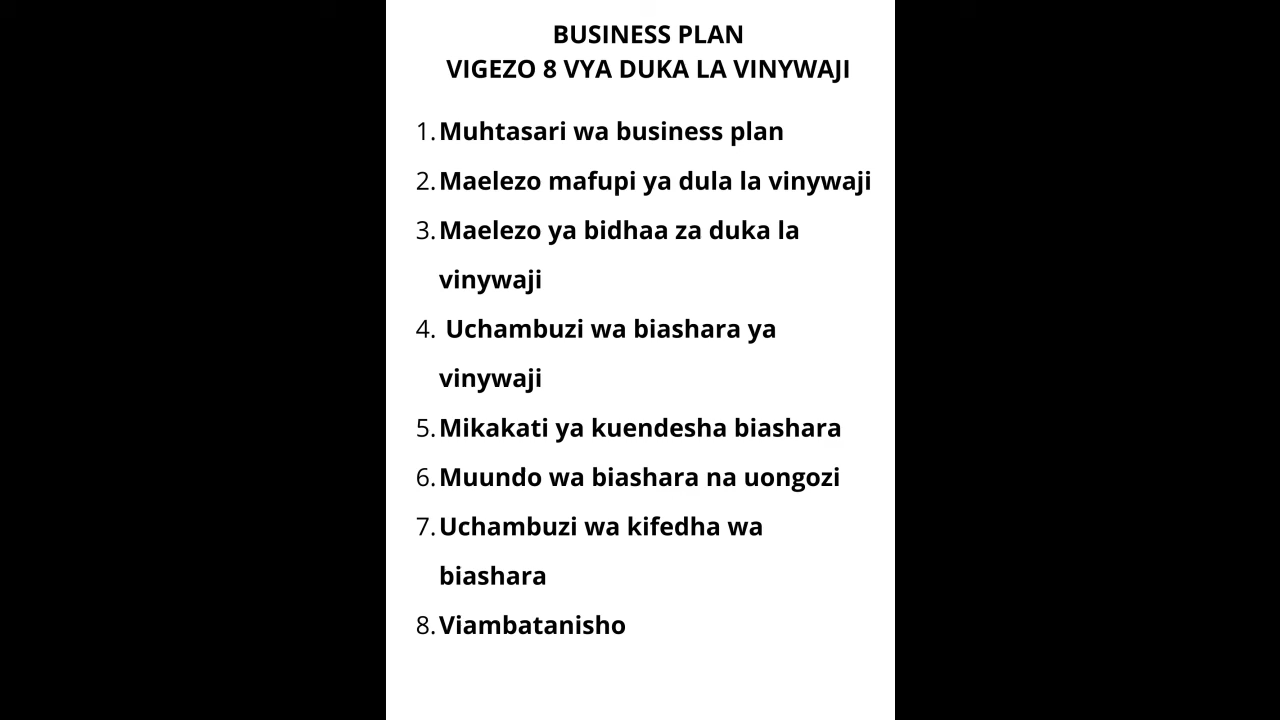 BUSINESS PLAN
VIGEZO 8 VYA DUKA LA VINYWAJI
1. Muhtasari wa business plan
2. Maelezo mafupi ya dula la vinywaji
3. Maelezo ya bidhaa za duka la
vinywaji
4. Uchambuzi wa biashara ya
vinywaji
5. Mikakati ya kuendesha biashara
6. Muundo wa biashara na uongozi
7. Uchambuzi wa kifedha wa
biashara
8. Viambatanisho